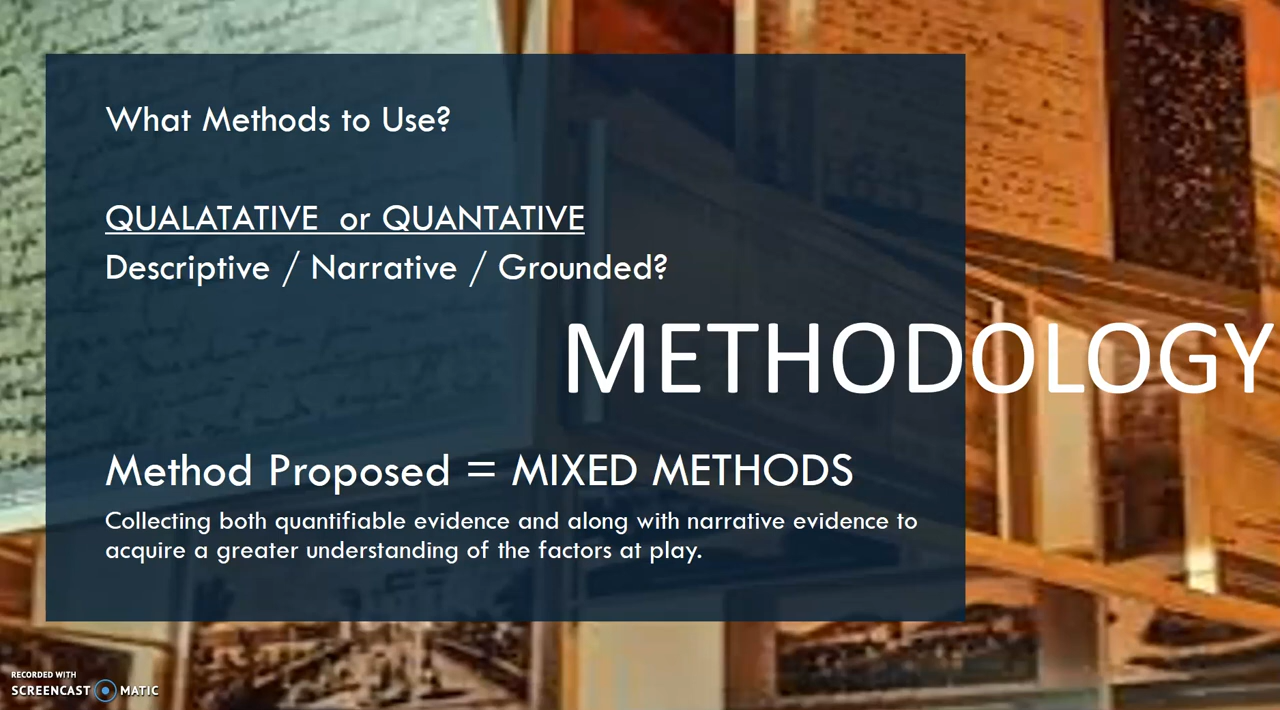 What Methods to Use?
QUALATATIVE or QUANTATIVE
Descriptive / Narrative / Grounded?
METHODOLOGY
Method Proposed = MIXED METHODS
Collecting both quantifiable evidence and along with narrative evidence to
acquire a greater understanding of the factors at play.
RECORDED WITH
SCREENCAST MATIC